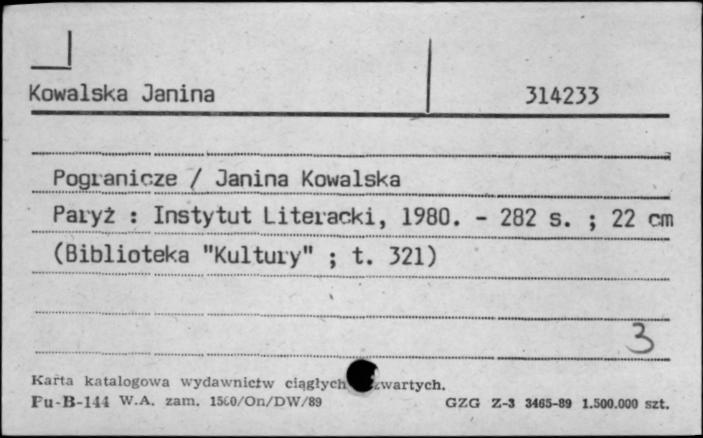 Kowalska Janina 314233
Pogranicze / Janina Kowalska
Paryż : Instytut Literacki, 1980. - 282 s. ; 22 cm
(Biblioteka "Kultury" ; t. 321)
3
Karta katalogowa wydawnictw ciągłych zwartych.
Pu-B-144 W.A. zam. 1560/On/DW/89 GZG Z-3 3465-89 1.500.000 szt.